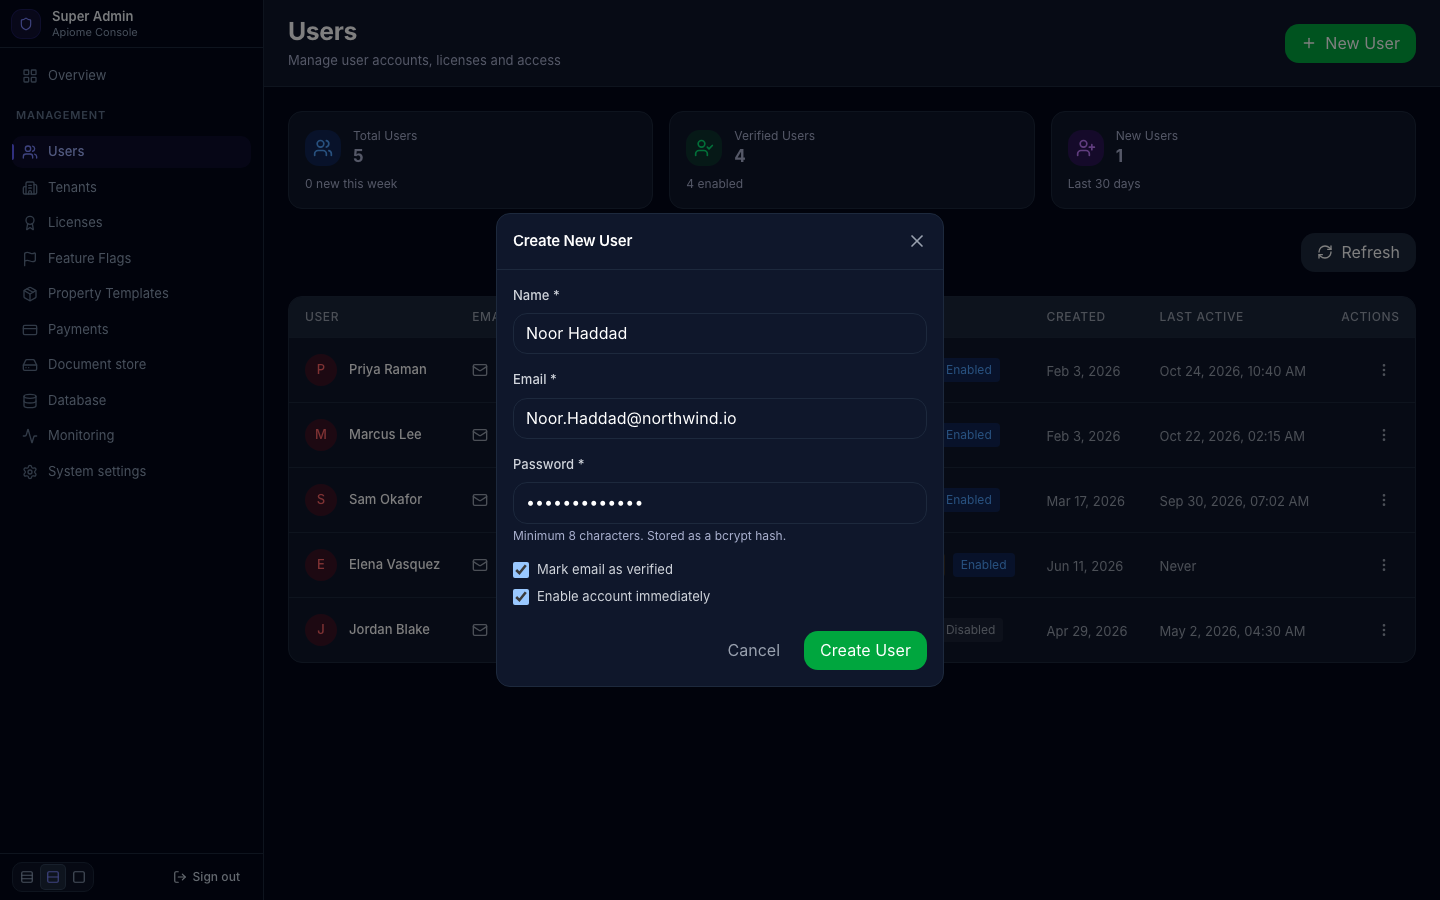 Super Admin
Apiome Console
Overview
MANAGEMENT
Users
Tenants
Licenses
Feature Flags
Property Templates
Payments
Document store
Database
Monitoring
System settings
Sign out
Users
Manage user accounts, licenses and access
New User
Total Users
5
0 new this week
Verified Users
4
4 enabled
New Users
1
Last 30 days
Refresh
USER CREATED LAST ACTIVE ACTIONS
P Priya Raman Enabled Feb 3, 2026 Oct 24, 2026, 10:40 AM
M Marcus Lee Enabled Feb 3, 2026 Oct 22, 2026, 02:15 AM
S Sam Okafor Enabled Mar 17, 2026 Sep 30, 2026, 07:02 AM
E Elena Vasquez Enabled Jun 11, 2026 Never
J Jordan Blake Disabled Apr 29, 2026 May 2, 2026, 04:30 AM
Create New User
Name *
Noor Haddad
Email *
Noor.Haddad@northwind.io
Password *
•••••••••••••
Minimum 8 characters. Stored as a bcrypt hash.
Mark email as verified
Enable account immediately
Cancel
Create User